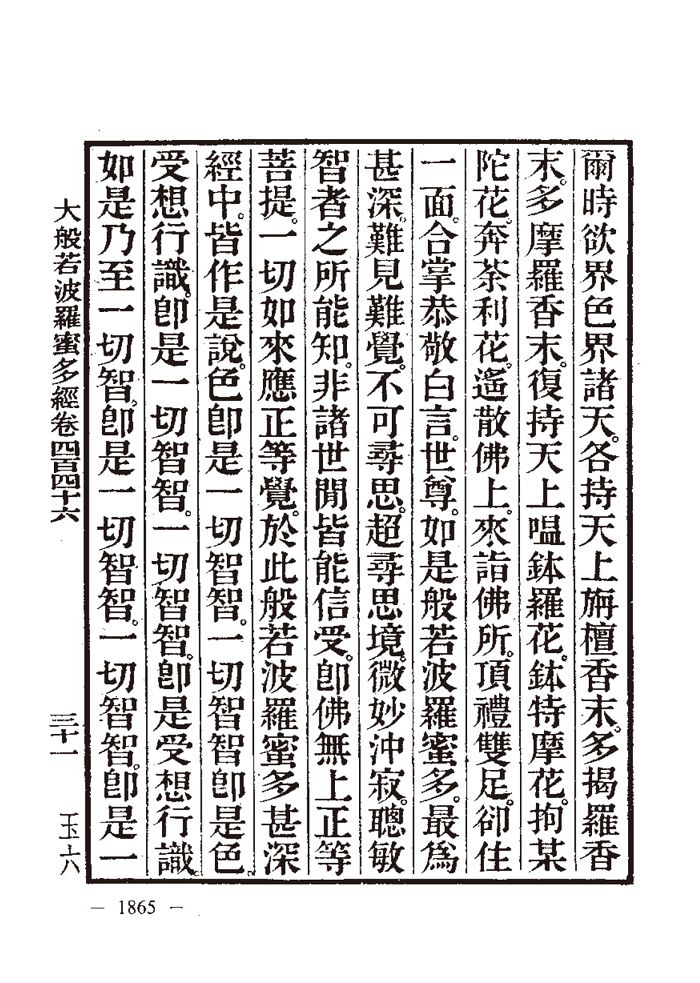 爾時欲界色界諸天。各持天上旃檀香末。多揭羅香
末。多摩羅香末。復持天上嗢鉢羅花。鉢特摩花。拘某
陀花。奔荼利花。遙散佛上。來詣佛所。頂禮雙足。卻住
一面。合掌恭敬白言。世尊。如是般若波羅蜜多。最為
甚深。難見難覺。不可尋思。超尋思境。微妙沖寂。聰敏
智者之所能知。非諸世閒皆能信受。卽佛無上正等
菩提。一切如來應正等覺。於此般若波羅蜜多甚深
經中。皆作是說。色卽是一切智智。一切智智卽是色。
受想行識。卽是一切智智。一切智智。卽是受想行識。
如是乃至一切智。卽是一切智智。一切智智。卽是一
大般若波羅蜜多經卷四百四十六
三十一
玉六
— 1865 —